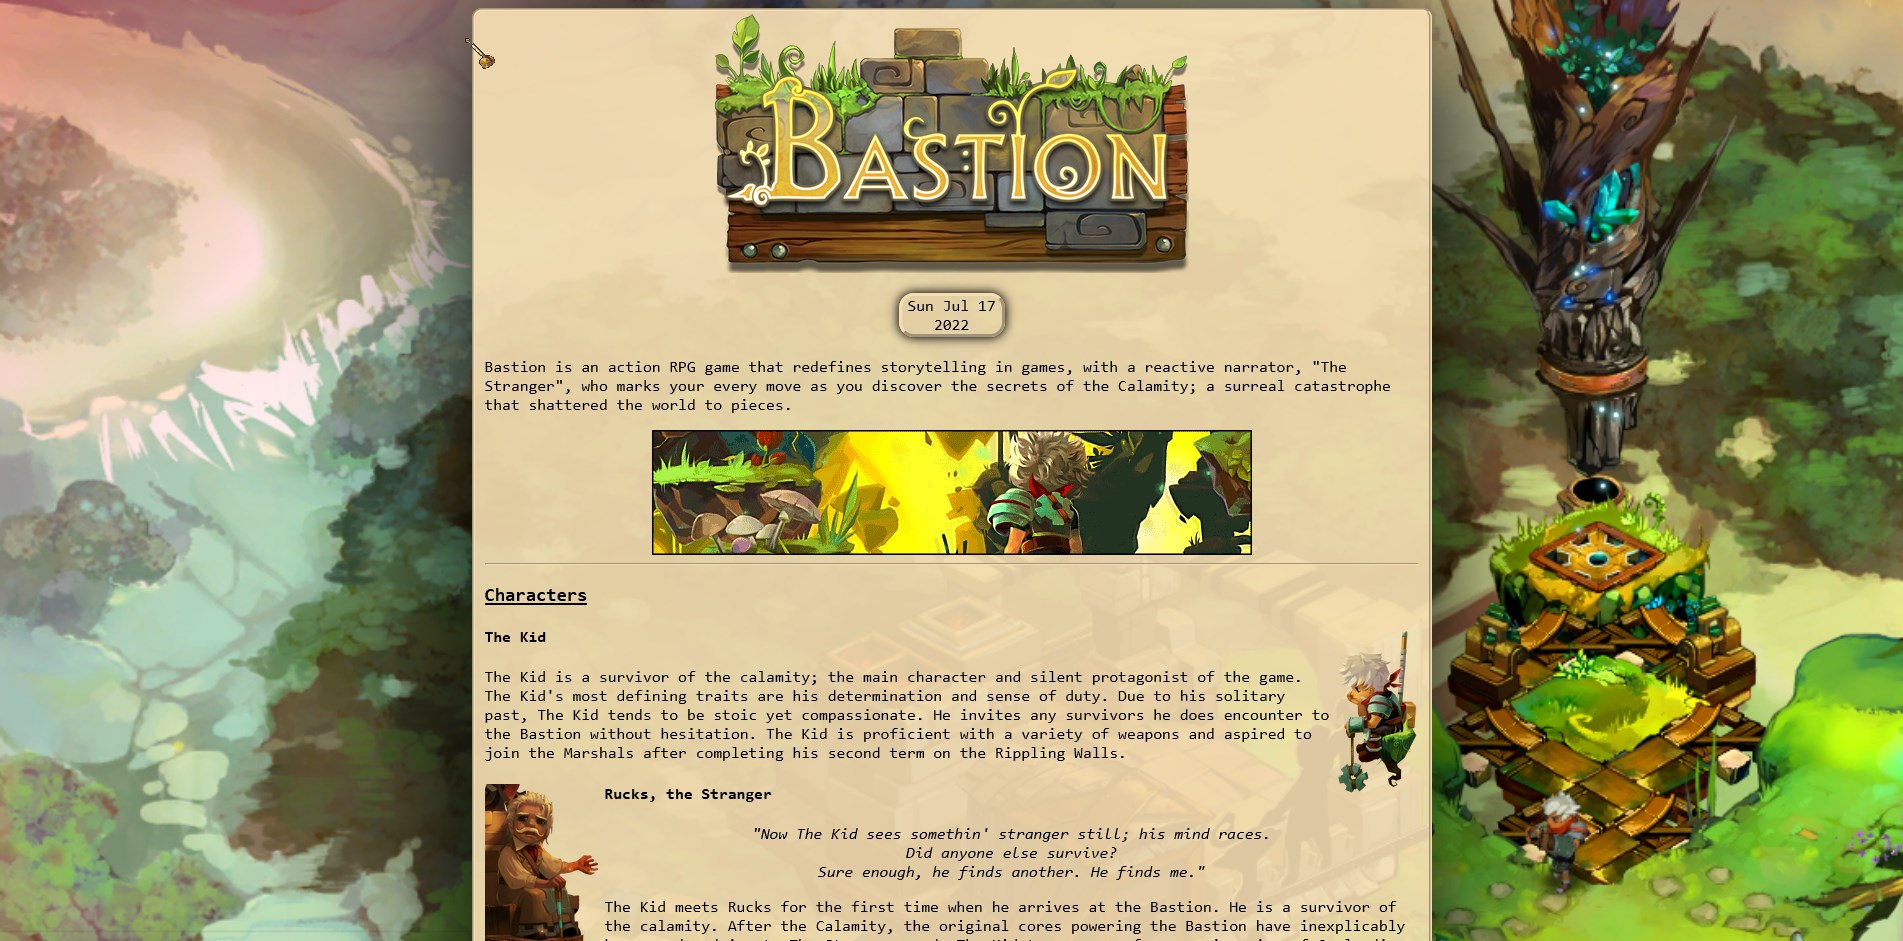 BASTION
Sun Jul 17
2022
Bastion is an action RPG game that redefines storytelling in games, with a reactive narrator, "The
Stranger", who marks your every move as you discover the secrets of the Calamity; a surreal catastrophe
that shattered the world to pieces.
Characters
The Kid
The Kid is a survivor of the calamity; the main character and silent protagonist of the game.
The Kid's most defining traits are his determination and sense of duty. Due to his solitary
past, The Kid tends to be stoic yet compassionate. He invites any survivors he does encounter to
the Bastion without hesitation. The Kid is proficient with a variety of weapons and aspired to
join the Marshals after completing his second term on the Rippling Walls.
Rucks, the Stranger
"Now The Kid sees somethin' stranger still; his mind races.
Did anyone else survive?
Sure enough, he finds another. He finds me."
The Kid meets Rucks for the first time when he arrives at the Bastion. He is a survivor of
the calamity. After the Calamity, the original cores powering the Bastion have inexplicably